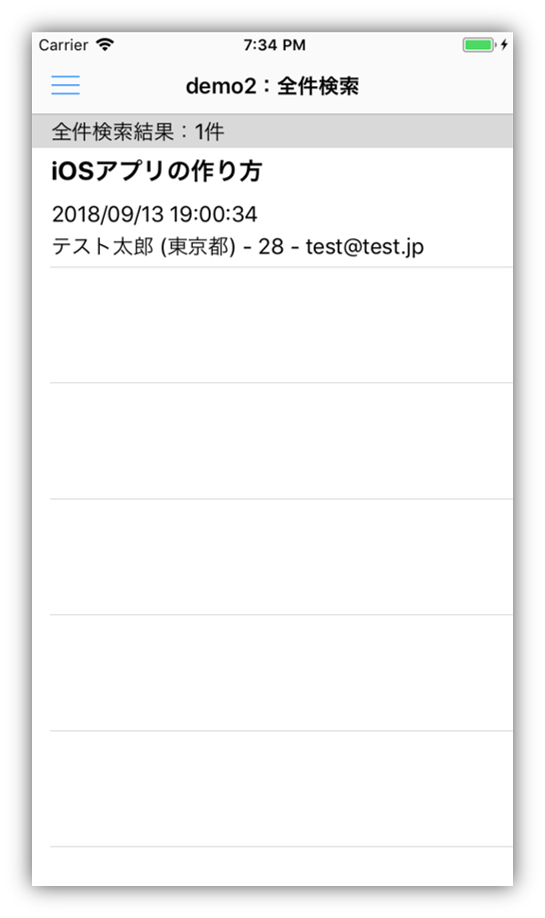 Carrier 7:34 PM
demo2：全件検索
全件検索結果：1件
iOSアプリの作り方
2018/09/13 19:00:34
テスト太郎 (東京都) - 28 - test@test.jp